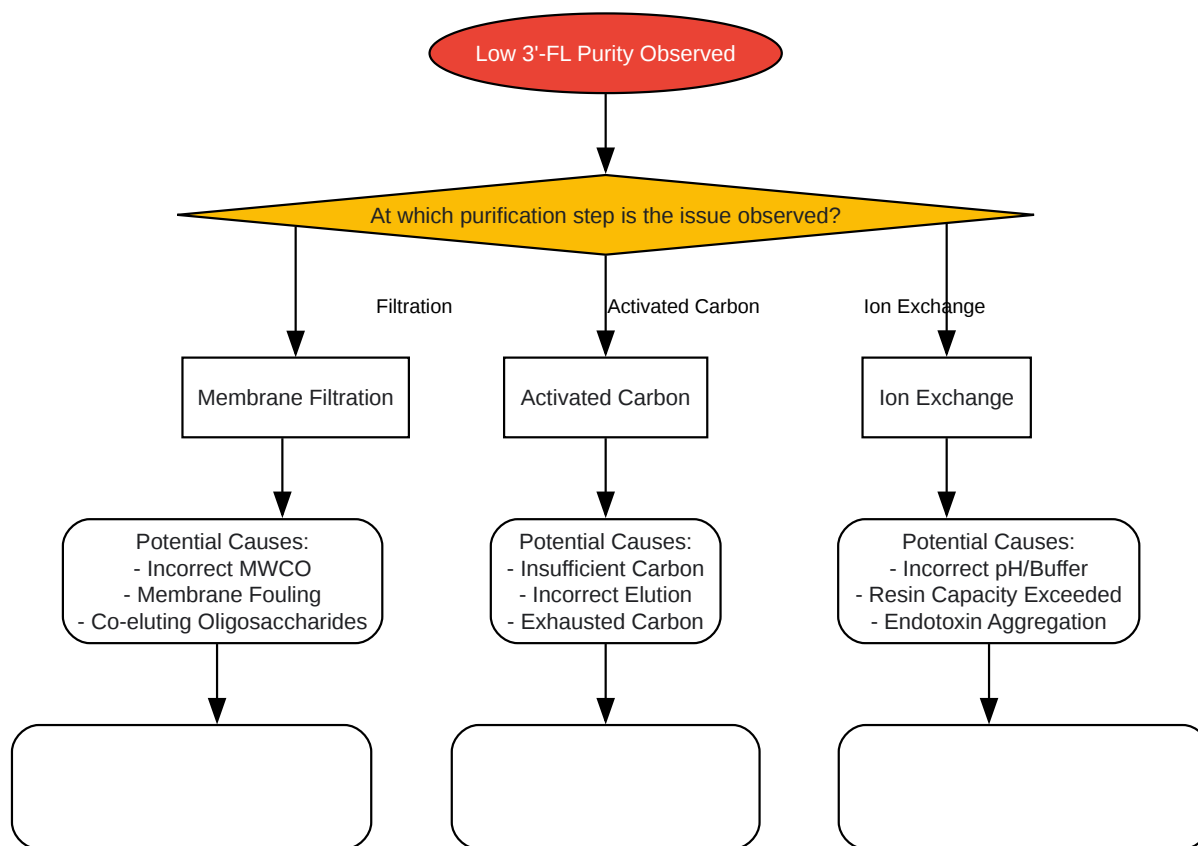 Low 3'-FL Purity Observed
At which purification step is the issue observed?
Filtration
Activated Carbon
Ion Exchange
Membrane Filtration
Activated Carbon
Ion Exchange
Potential Causes:
- Incorrect MWCO
- Membrane Fouling
- Co-eluting Oligosaccharides
Potential Causes:
- Insufficient Carbon
- Incorrect Elution
- Exhausted Carbon
Potential Causes:
- Incorrect pH/Buffer
- Resin Capacity Exceeded
- Endotoxin Aggregation